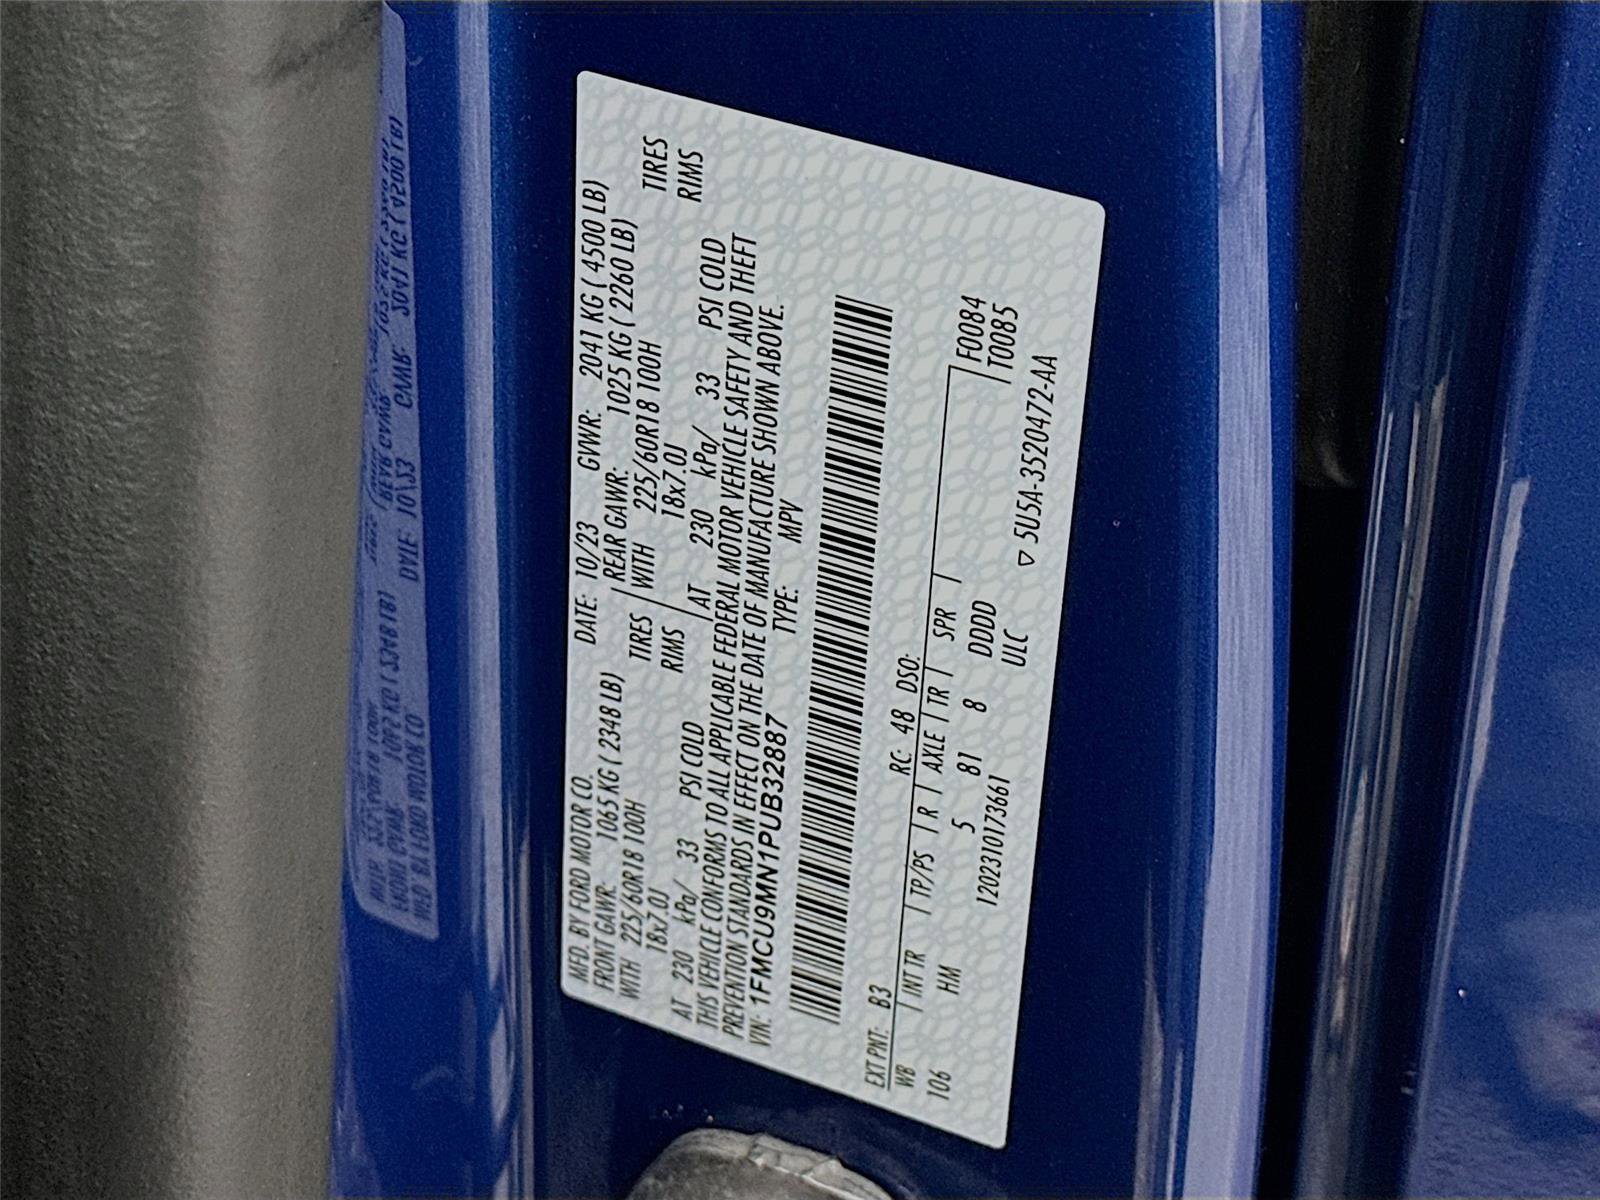 MFD. BY FORD MOTOR CO.
DATE: 10/23 GVWR: 2041 KG ( 4500 LB)
FRONT GAWR: 1065 KG ( 2348 LB)
REAR GAWR: 1025 KG ( 2260 LB)
WITH 225/60R18 100H TIRES
WITH 225/60R18 100H TIRES
18x7.0J RIMS
18x7.0J RIMS
AT 230 kPa/ 33 PSI COLD
AT 230 kPa/ 33 PSI COLD
THIS VEHICLE CONFORMS TO ALL APPLICABLE FEDERAL MOTOR VEHICLE SAFETY AND THEFT
PREVENTION STANDARDS IN EFFECT ON THE DATE OF MANUFACTURE SHOWN ABOVE.
VIN: 1FMCU9MN1PUB32887 TYPE: MPV
EXT PNT: B3 RC: 48 DSO:
WB | INT TR | TP/PS | R | AXLE | TR | SPR | F0084
106 HM 5 81 8 DDDD T0085
1202310173661 ULC
▽ 5U5A-3520472-AA